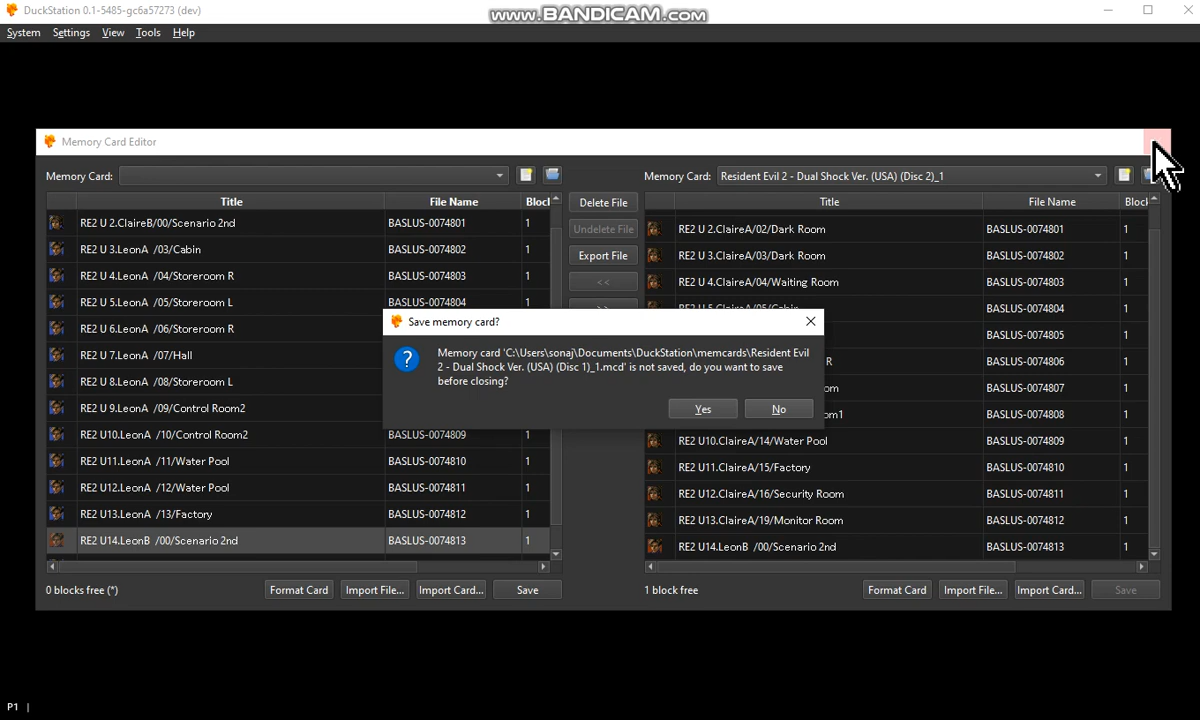 DuckStation 0.1-5485-gc6a57273 (dev)
www.BANDICAM.com
System Settings View Tools Help
Memory Card Editor
Memory Card:
Title File Name Block
RE2 U 2.ClaireB/00/Scenario 2nd BASLUS-0074801 1
RE2 U 3.LeonA /03/Cabin BASLUS-0074802 1
RE2 U 4.LeonA /04/Storeroom R BASLUS-0074803 1
RE2 U 5.LeonA /05/Storeroom L BASLUS-0074804 1
RE2 U 6.LeonA /06/Storeroom R
RE2 U 7.LeonA /07/Hall
RE2 U 8.LeonA /08/Storeroom L
RE2 U 9.LeonA /09/Control Room2
RE2 U10.LeonA /10/Control Room2 BASLUS-0074809 1
RE2 U11.LeonA /11/Water Pool BASLUS-0074810 1
RE2 U12.LeonA /12/Water Pool BASLUS-0074811 1
RE2 U13.LeonA /13/Factory BASLUS-0074812 1
RE2 U14.LeonB /00/Scenario 2nd BASLUS-0074813 1
0 blocks free (*)
Format Card Import File... Import Card... Save
Delete File
Undelete File
Export File
<<
>>
Memory Card: Resident Evil 2 - Dual Shock Ver. (USA) (Disc 2)_1
Title File Name Block
RE2 U 2.ClaireA/02/Dark Room BASLUS-0074801 1
RE2 U 3.ClaireA/03/Dark Room BASLUS-0074802 1
RE2 U 4.ClaireA/04/Waiting Room BASLUS-0074803 1
RE2 U 5.ClaireA/05/Cabin BASLUS-0074804 1
BASLUS-0074805 1
R BASLUS-0074806 1
om BASLUS-0074807 1
om1 BASLUS-0074808 1
RE2 U10.ClaireA/14/Water Pool BASLUS-0074809 1
RE2 U11.ClaireA/15/Factory BASLUS-0074810 1
RE2 U12.ClaireA/16/Security Room BASLUS-0074811 1
RE2 U13.ClaireA/19/Monitor Room BASLUS-0074812 1
RE2 U14.LeonB /00/Scenario 2nd BASLUS-0074813 1
1 block free
Format Card Import File... Import Card... Save
Save memory card?
Memory card 'C:\Users\sonaj\Documents\DuckStation\memcards\Resident Evil
2 - Dual Shock Ver. (USA) (Disc 1)_1.mcd' is not saved, do you want to save
before closing?
Yes No
P1 |